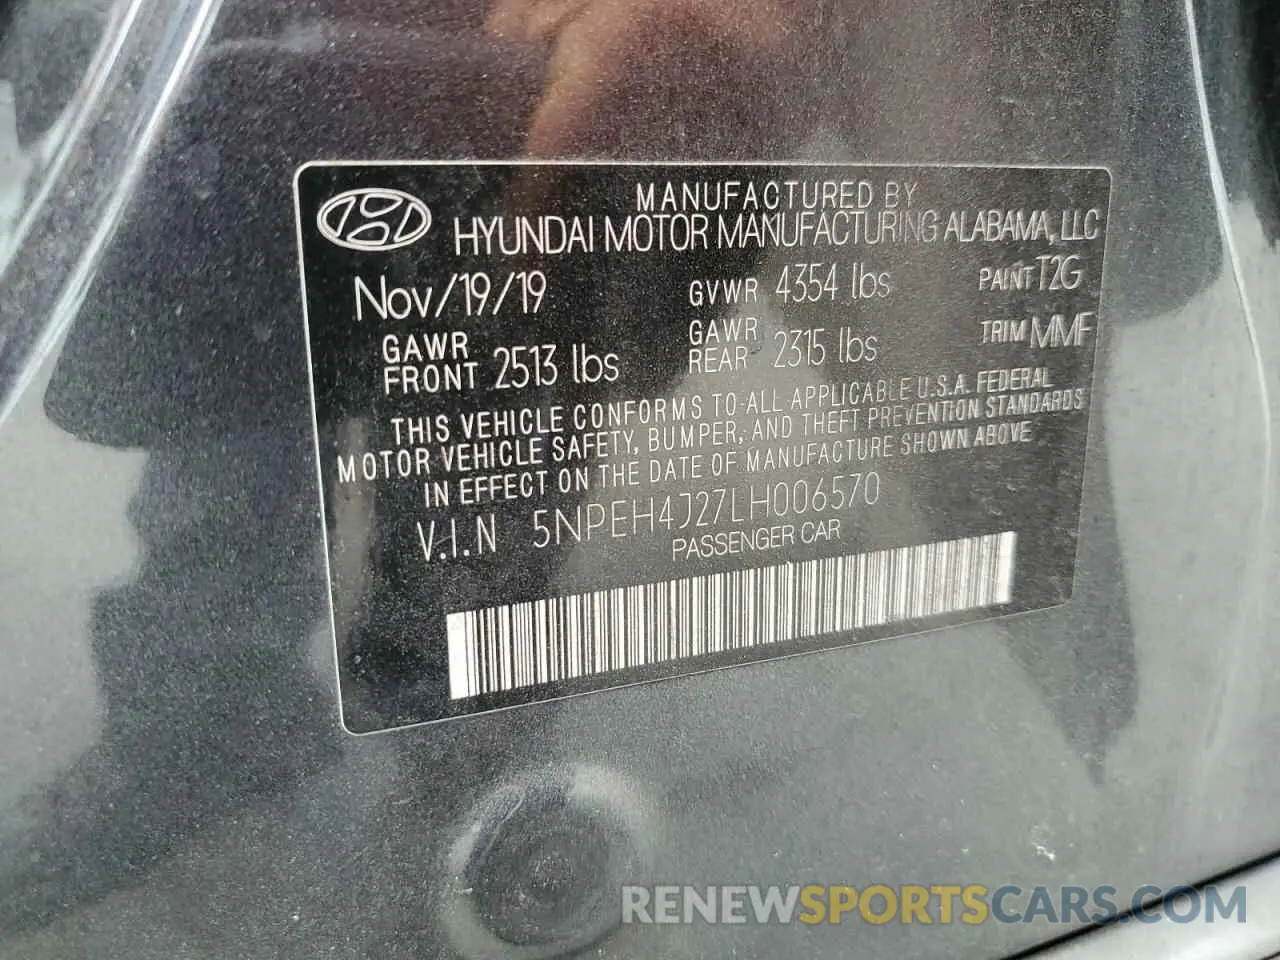 MANUFACTURED BY
HYUNDAI MOTOR MANUFACTURING ALABAMA, LLC
Nov/19/19 GVWR 4354 lbs PAINT T2G
GAWR FRONT 2513 lbs GAWR REAR 2315 lbs TRIM MMF
THIS VEHICLE CONFORMS TO ALL APPLICABLE U.S.A. FEDERAL
MOTOR VEHICLE SAFETY, BUMPER, AND THEFT PREVENTION STANDARDS
IN EFFECT ON THE DATE OF MANUFACTURE SHOWN ABOVE
V.I.N 5NPEH4J27LH006570
PASSENGER CAR
RENEWSPORTSCARS.COM